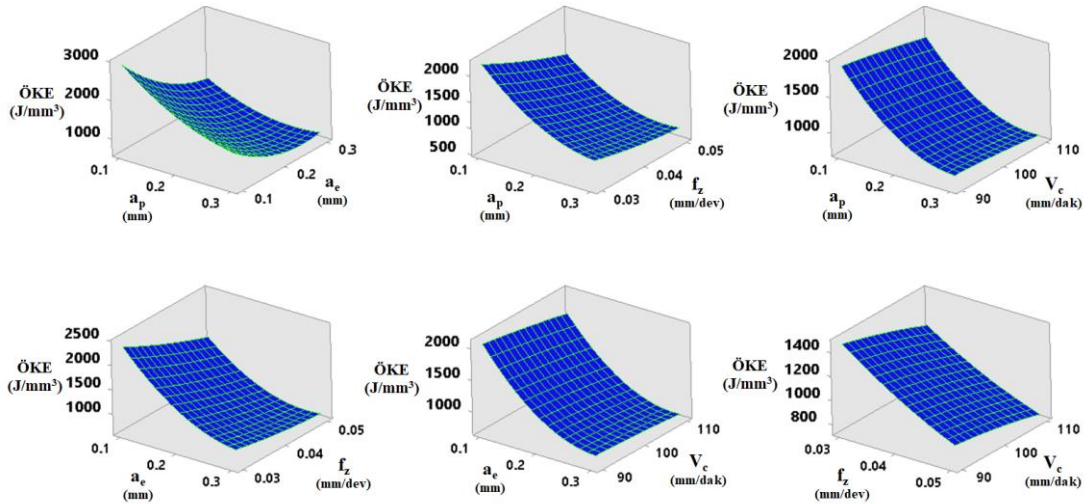 3000
ÖKE
(J/mm³)
2000
1000
0.1
0.2
0.3
a_p
(mm)
0.1
0.2
0.3
a_e
(mm)
2000
ÖKE
(J/mm³)
1500
1000
500
0.1
0.2
0.3
a_p
(mm)
0.03
0.04
0.05
f_z
(mm/dev)
2000
ÖKE
(J/mm³)
1500
1000
0.1
0.2
0.3
a_p
(mm)
90
100
110
V_c
(mm/dak)
2500
ÖKE
(J/mm³)
2000
1500
1000
0.1
0.2
0.3
a_e
(mm)
0.03
0.04
0.05
f_z
(mm/dev)
2000
ÖKE
(J/mm³)
1500
1000
0.1
0.2
0.3
a_e
(mm)
90
100
110
V_c
(mm/dak)
1400
ÖKE
(J/mm³)
1200
1000
800
0.03
0.04
0.05
f_z
(mm/dev)
90
100
110
V_c
(mm/dak)